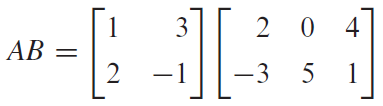 AB = [1 3] [2 0 4]
[2 -1] [-3 5 1]